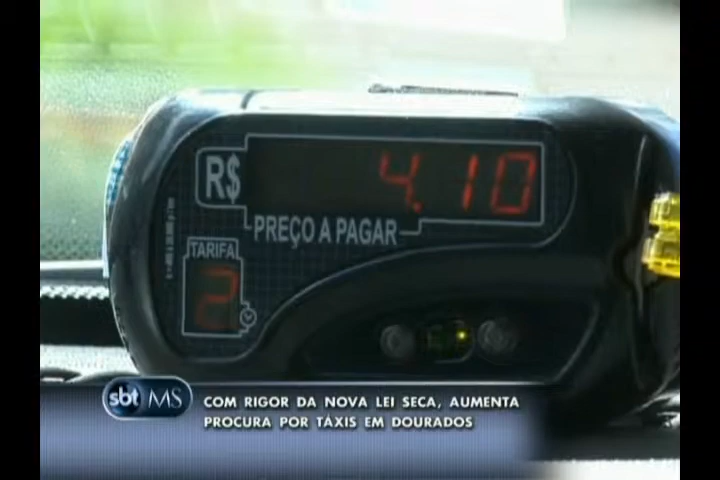 R$ 4.10
PREÇO A PAGAR
TARIFA
2
sbt MS
COM RIGOR DA NOVA LEI SECA, AUMENTA
PROCURA POR TÁXIS EM DOURADOS